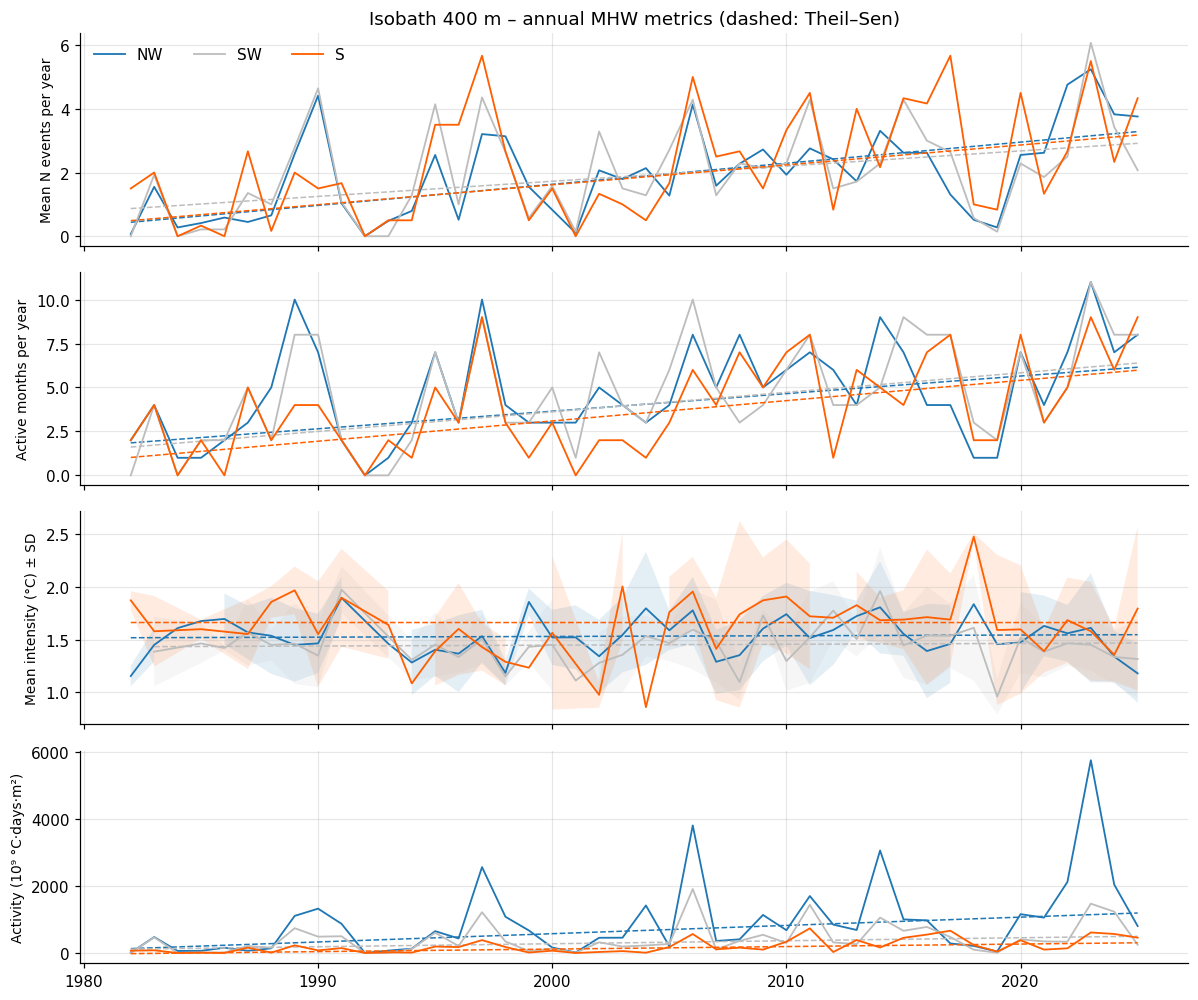 Isobath 400 m – annual MHW metrics (dashed: Theil–Sen)
NW SW S
Mean N events per year
6
4
2
0
Active months per year
10.0
7.5
5.0
2.5
0.0
Mean intensity (°C) ± SD
2.5
2.0
1.5
1.0
Activity (10⁹ °C·days·m²)
6000
4000
2000
0
1980 1990 2000 2010 2020